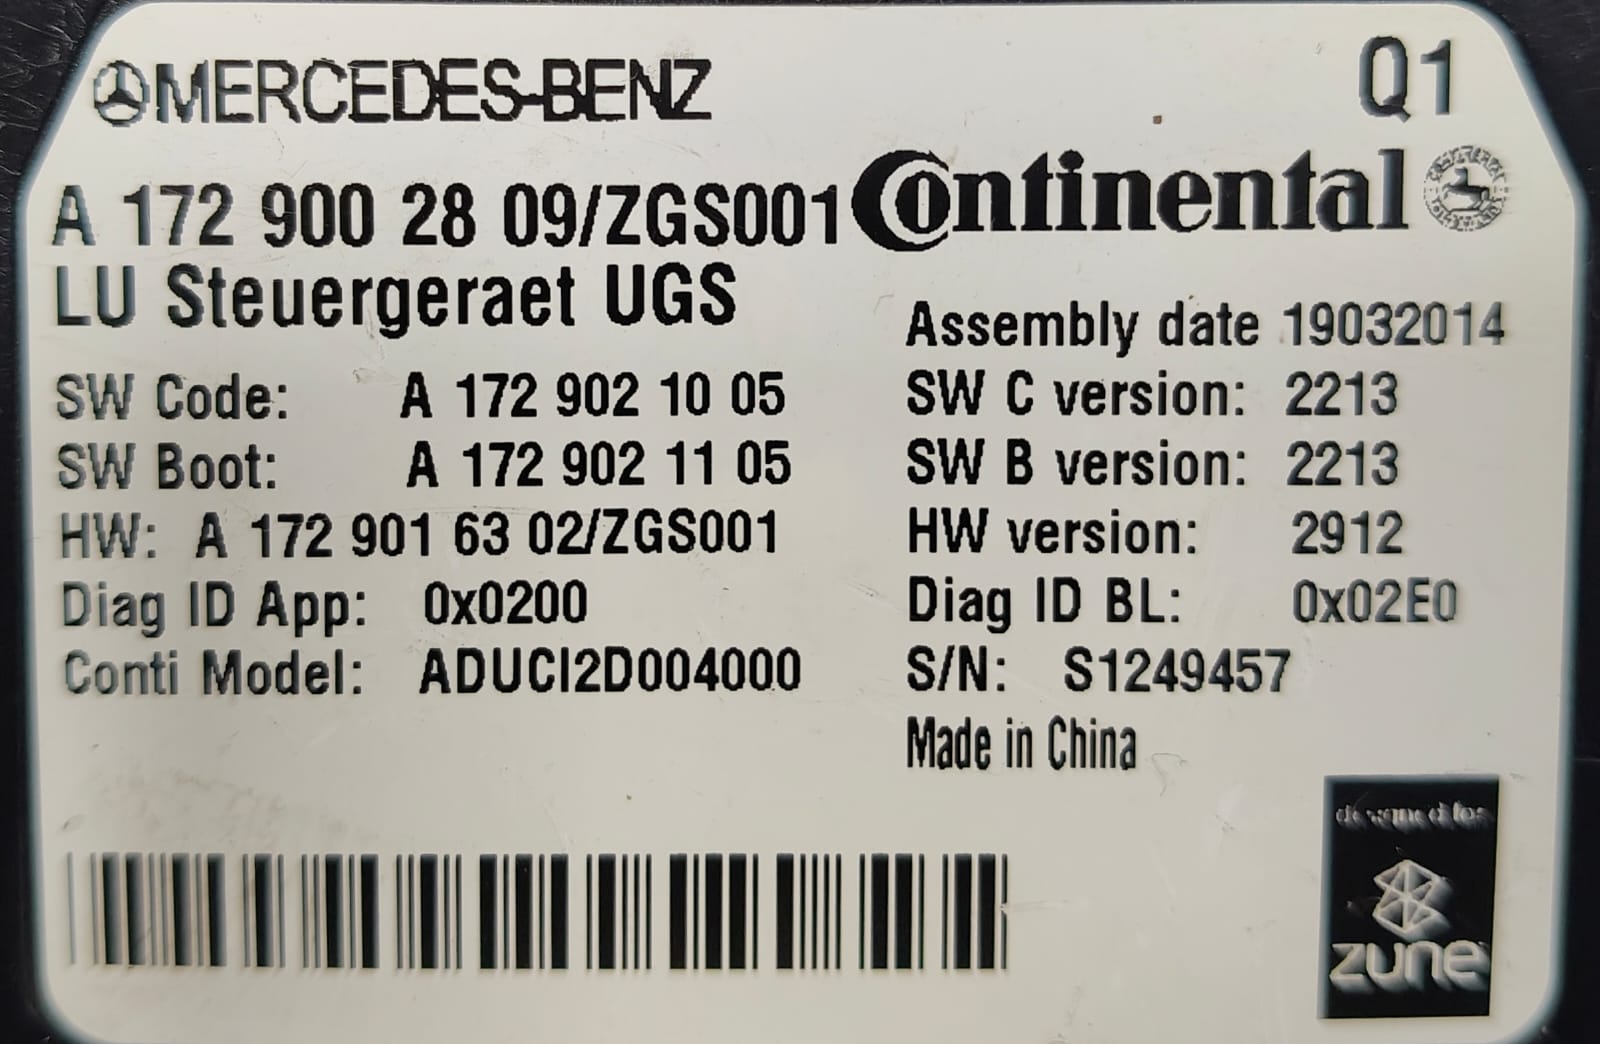 MERCEDES-BENZ
Q1
A 172 900 28 09/ZGS001
Continental
LU Steuergeraet UGS
Assembly date 19032014
SW Code: A 172 902 10 05
SW C version: 2213
SW Boot: A 172 902 11 05
SW B version: 2213
HW: A 172 901 63 02/ZGS001
HW version: 2912
Diag ID App: 0x0200
Diag ID BL: 0x02E0
Conti Model: ADUCI2D004000
S/N: S1249457
Made in China
designed for
zune